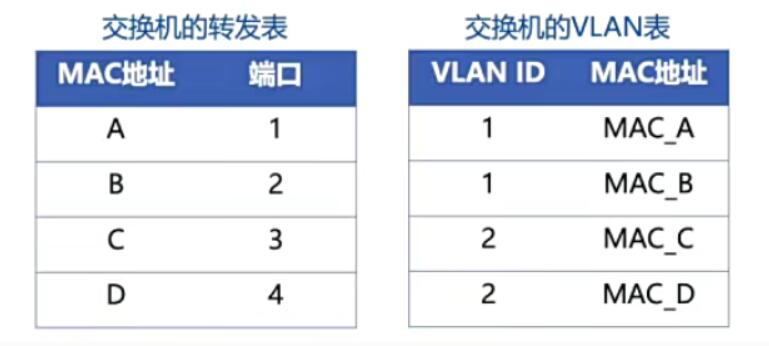 交换机的转发表
MAC地址 端口
A 1
B 2
C 3
D 4
交换机的VLAN表
VLAN ID MAC地址
1 MAC_A
1 MAC_B
2 MAC_C
2 MAC_D